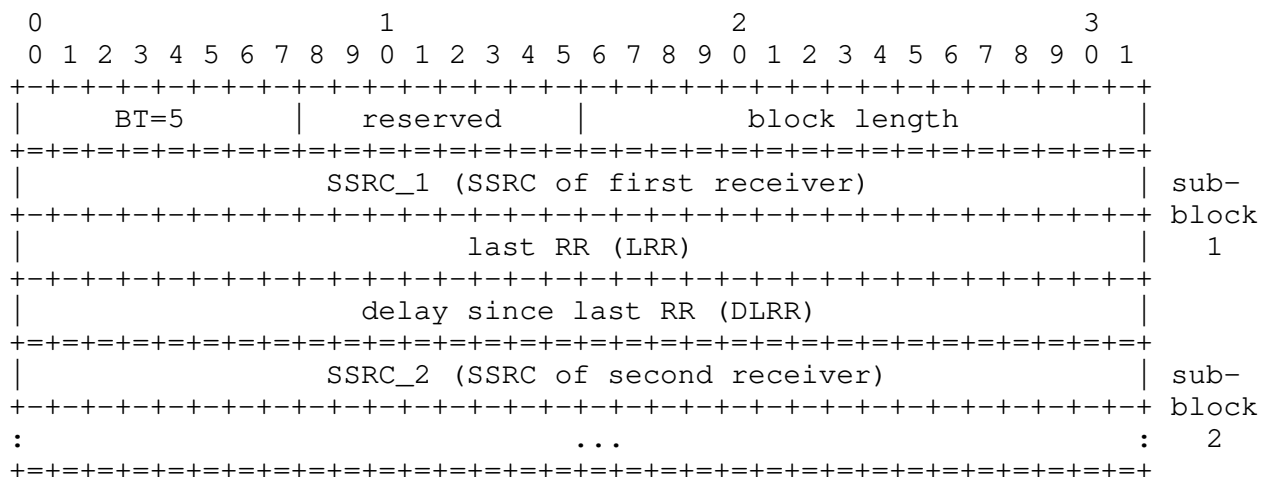 0                   1                   2                   3
 0 1 2 3 4 5 6 7 8 9 0 1 2 3 4 5 6 7 8 9 0 1 2 3 4 5 6 7 8 9 0 1
+-+-+-+-+-+-+-+-+-+-+-+-+-+-+-+-+-+-+-+-+-+-+-+-+-+-+-+-+-+-+-+-+
|     BT=5      |   reserved    |         block length          |
+=+=+=+=+=+=+=+=+=+=+=+=+=+=+=+=+=+=+=+=+=+=+=+=+=+=+=+=+=+=+=+=+
|                 SSRC_1 (SSRC of first receiver)               | sub-
+-+-+-+-+-+-+-+-+-+-+-+-+-+-+-+-+-+-+-+-+-+-+-+-+-+-+-+-+-+-+-+-+ block
|                         last RR (LRR)                         |   1
+-+-+-+-+-+-+-+-+-+-+-+-+-+-+-+-+-+-+-+-+-+-+-+-+-+-+-+-+-+-+-+-+
|                   delay since last RR (DLRR)                  |
+=+=+=+=+=+=+=+=+=+=+=+=+=+=+=+=+=+=+=+=+=+=+=+=+=+=+=+=+=+=+=+=+
|                 SSRC_2 (SSRC of second receiver)              | sub-
+-+-+-+-+-+-+-+-+-+-+-+-+-+-+-+-+-+-+-+-+-+-+-+-+-+-+-+-+-+-+-+-+ block
:                               ...                             :   2
+=+=+=+=+=+=+=+=+=+=+=+=+=+=+=+=+=+=+=+=+=+=+=+=+=+=+=+=+=+=+=+=+